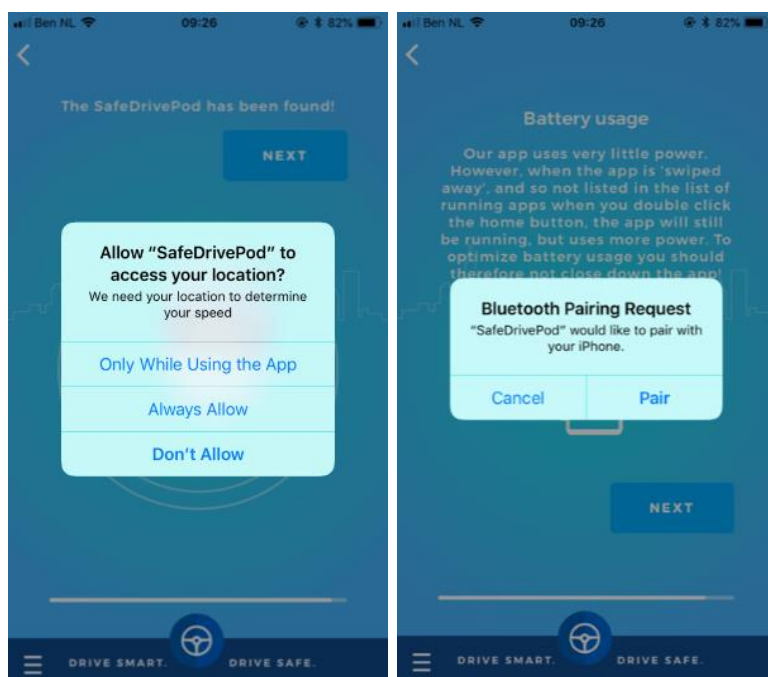 Ben NL
09:26
82%
The SafeDrivePod has been found!
NEXT
Allow “SafeDrivePod” to
access your location?
We need your location to determine
your speed
Only While Using the App
Always Allow
Don't Allow
DRIVE SMART.
DRIVE SAFE.
Ben NL
09:26
82%
Battery usage
Our app uses very little power.
However, when the app is 'swiped
away', and so not listed in the list of
running apps when you double click
the home button, the app will still
be running, but uses more power. To
optimize battery usage you should
therefore not close down the app!
Bluetooth Pairing Request
“SafeDrivePod” would like to pair with
your iPhone.
Cancel
Pair
NEXT
DRIVE SMART.
DRIVE SAFE.